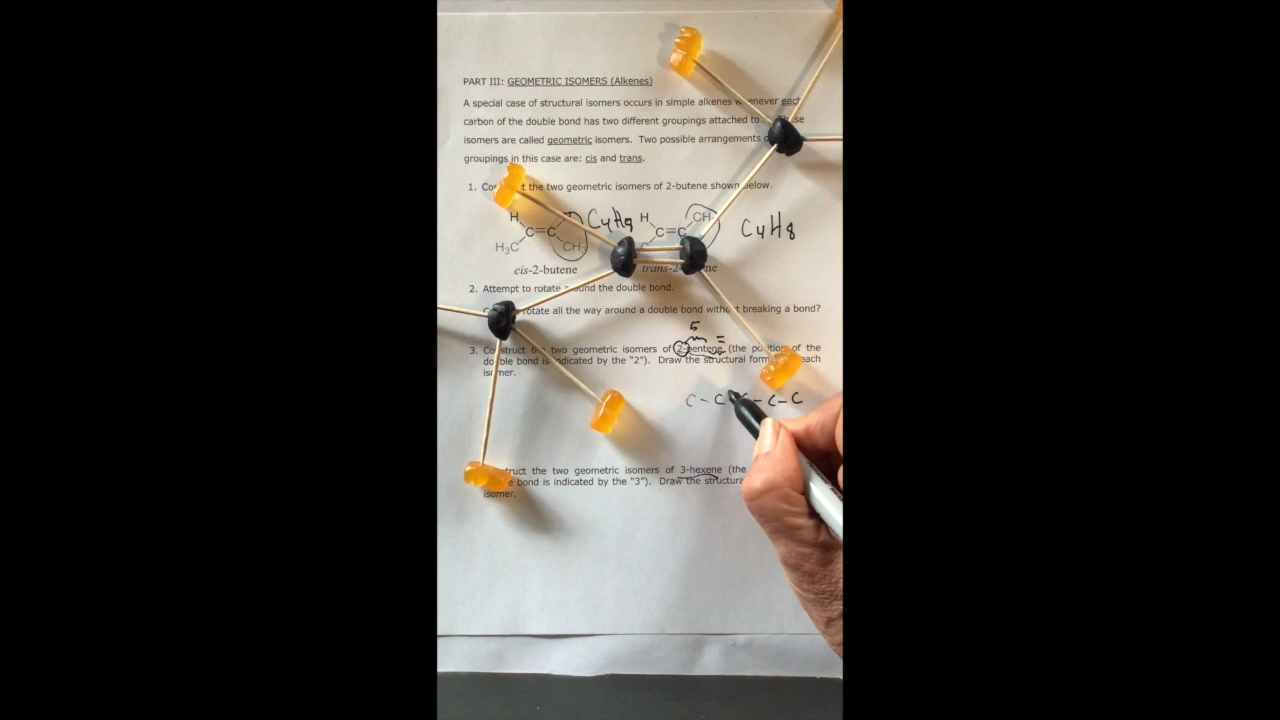 PART III: GEOMETRIC ISOMERS (Alkenes)
A special case of structural isomers occurs in simple alkenes whenever each
carbon of the double bond has two different groupings attached to
isomers are called geometric isomers. Two possible arrangements
groupings in this case are: cis and trans.
1. the two geometric isomers of 2-butene shown below.
H C4H9 H CH C4H8
C=C C=C
H₃C CH
cis-2-butene trans-2-
2. Attempt to rotate the double bond.
rotate all the way around a double bond without breaking a bond?
5
=
3. Construct the two geometric isomers of 2-pentene (the position of the
double bond is indicated by the "2"). Draw the structural each
isomer.
C - C - C - C
the two geometric isomers of 3-hexene (the
bond is indicated by the "3"). Draw the
isomer.